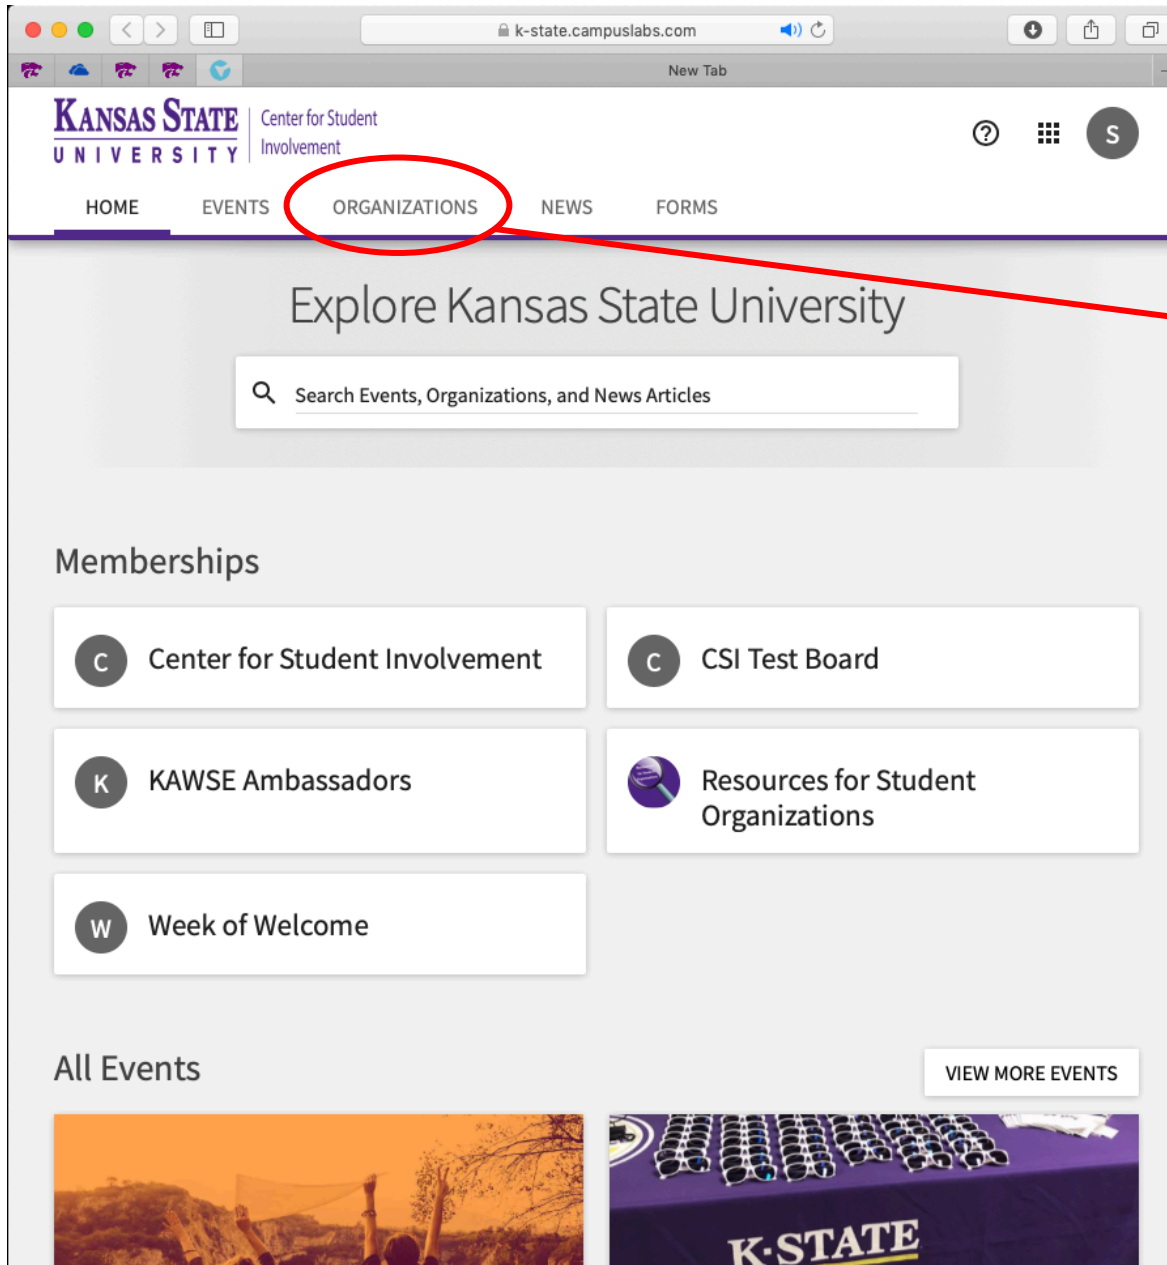 k-state.campuslabs.com
New Tab
KANSAS STATE
UNIVERSITY
Center for Student
Involvement
S
HOME EVENTS ORGANIZATIONS NEWS FORMS
Explore Kansas State University
Search Events, Organizations, and News Articles
Memberships
C Center for Student Involvement
C CSI Test Board
K KAWSE Ambassadors
Resources for Student
Organizations
W Week of Welcome
All Events
VIEW MORE EVENTS
K-STATE